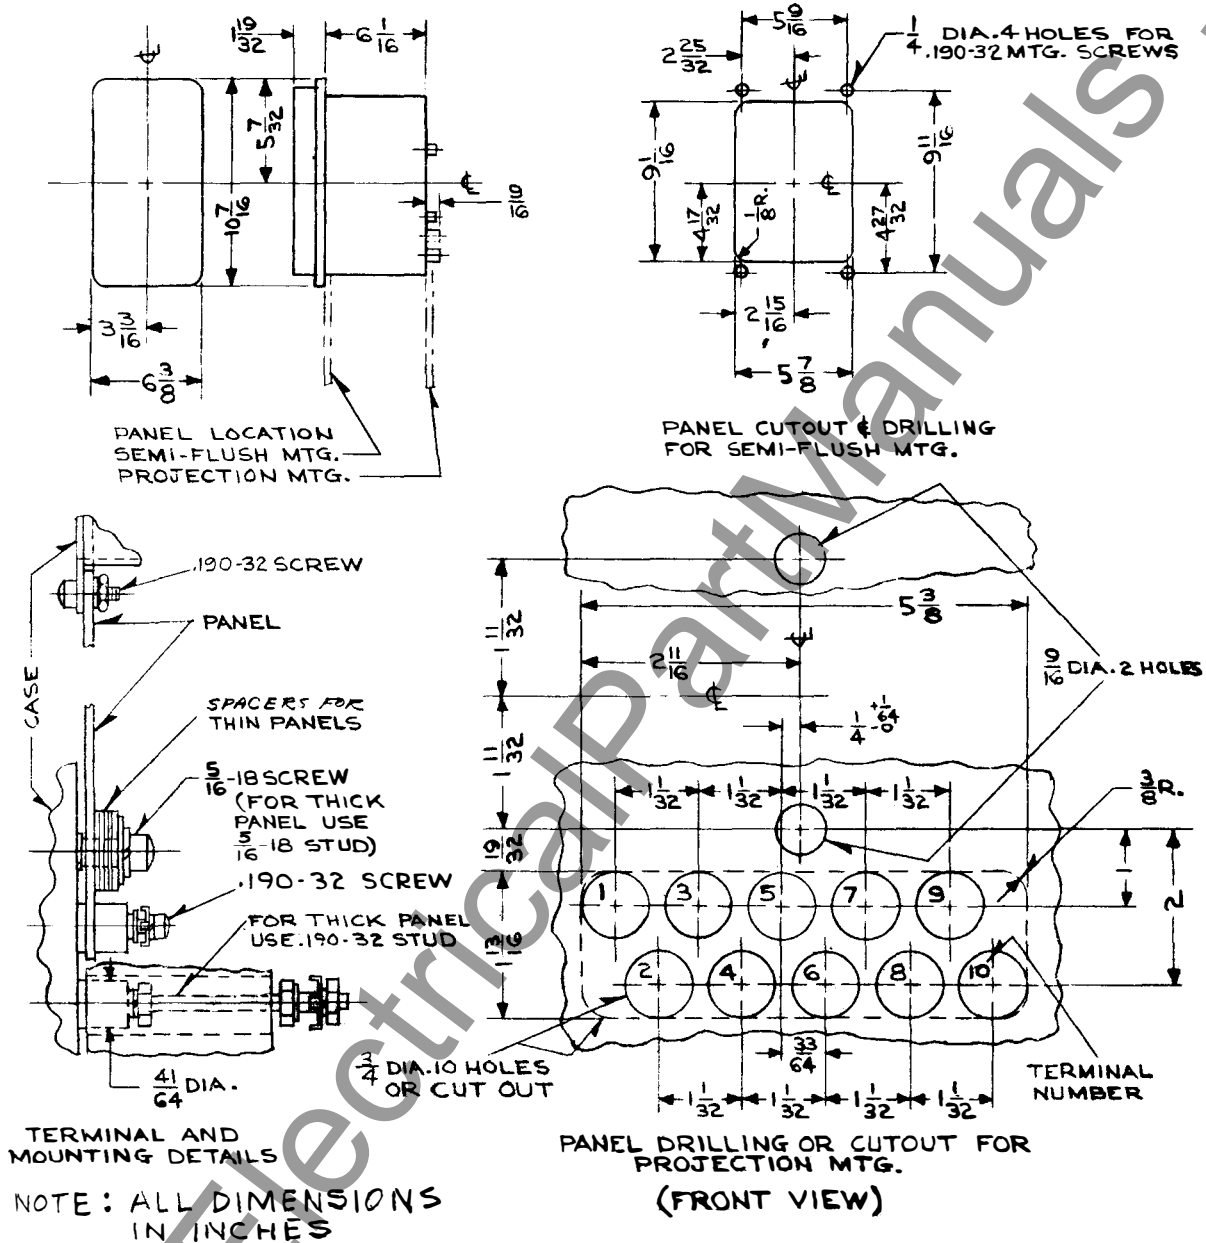 1 19/32
6 1/16
5 7/32
10 7/16
3 3/16
6 3/8
PANEL LOCATION
SEMI-FLUSH MTG.
PROJECTION MTG.
5 9/16
2 25/32
1/4 DIA. 4 HOLES FOR
.190-32 MTG. SCREWS
9 1/16
4 17/32
1/8 R.
9 11/16
4 27/32
2 15/16
5 7/8
PANEL CUTOUT & DRILLING
FOR SEMI-FLUSH MTG.
.190-32 SCREW
PANEL
CASE
SPACERS FOR
THIN PANELS
5/16-18 SCREW
(FOR THICK
PANEL USE
5/16-18 STUD)
.190-32 SCREW
FOR THICK PANEL
USE .190-32 STUD
41/64 DIA.
TERMINAL AND
MOUNTING DETAILS
NOTE: ALL DIMENSIONS
IN INCHES
5 3/8
1 11/32
2 11/16
9/16 DIA. 2 HOLES
1/4 +1/64 -0
1 11/32
1 1/32 1 1/32 1 1/32 1 1/32
3/8 R.
19/32
1
2
1 3 5 7 9
1 3/16
2 4 6 8 10
33/64
3/4 DIA. 10 HOLES
OR CUT OUT
1 1/32 1 1/32 1 1/32 1 1/32
TERMINAL
NUMBER
PANEL DRILLING OR CUTOUT FOR
PROJECTION MTG.
(FRONT VIEW)
ElectricalPartManuals